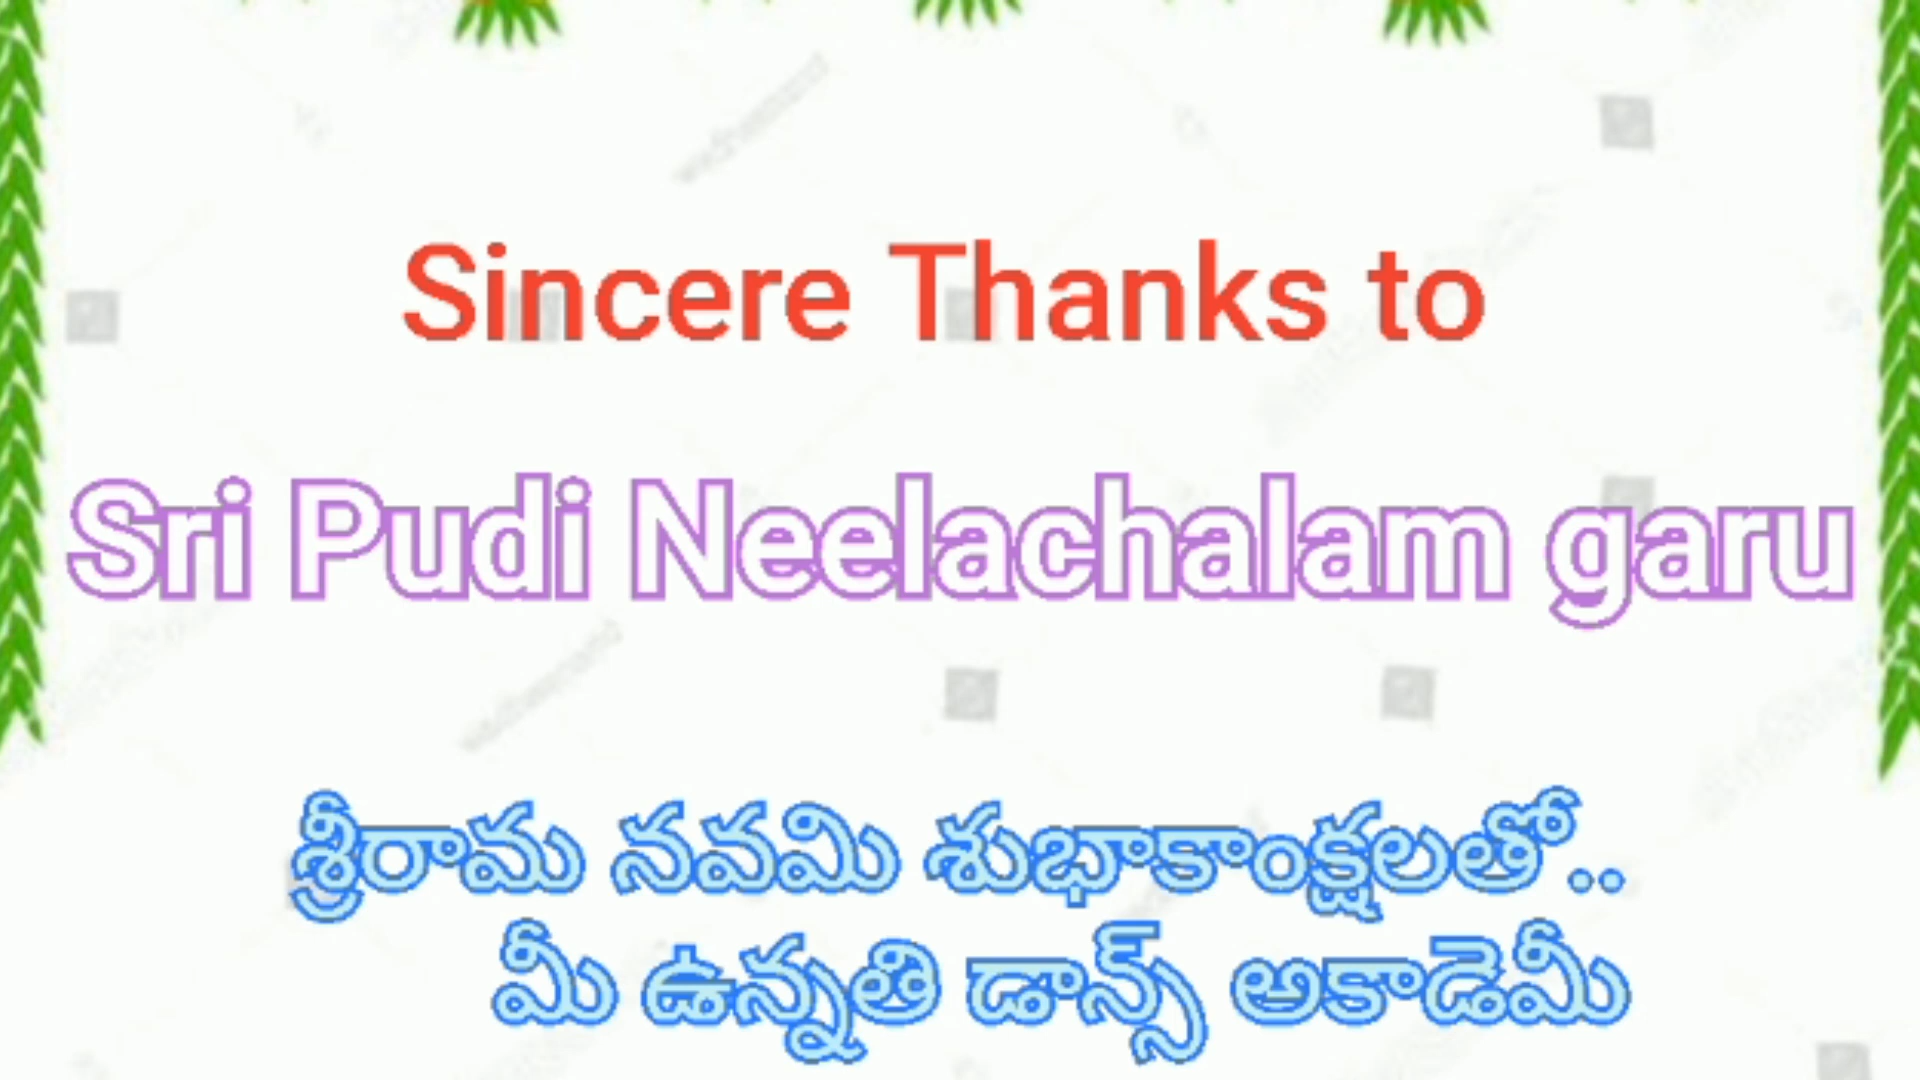 Sincere Thanks to
Sri Pudi Neelachalam garu
శ్రీరామ నవమి శుభాకాంక్షలతో..
మీ ఉన్నతి డాన్స్ అకాడెమీ